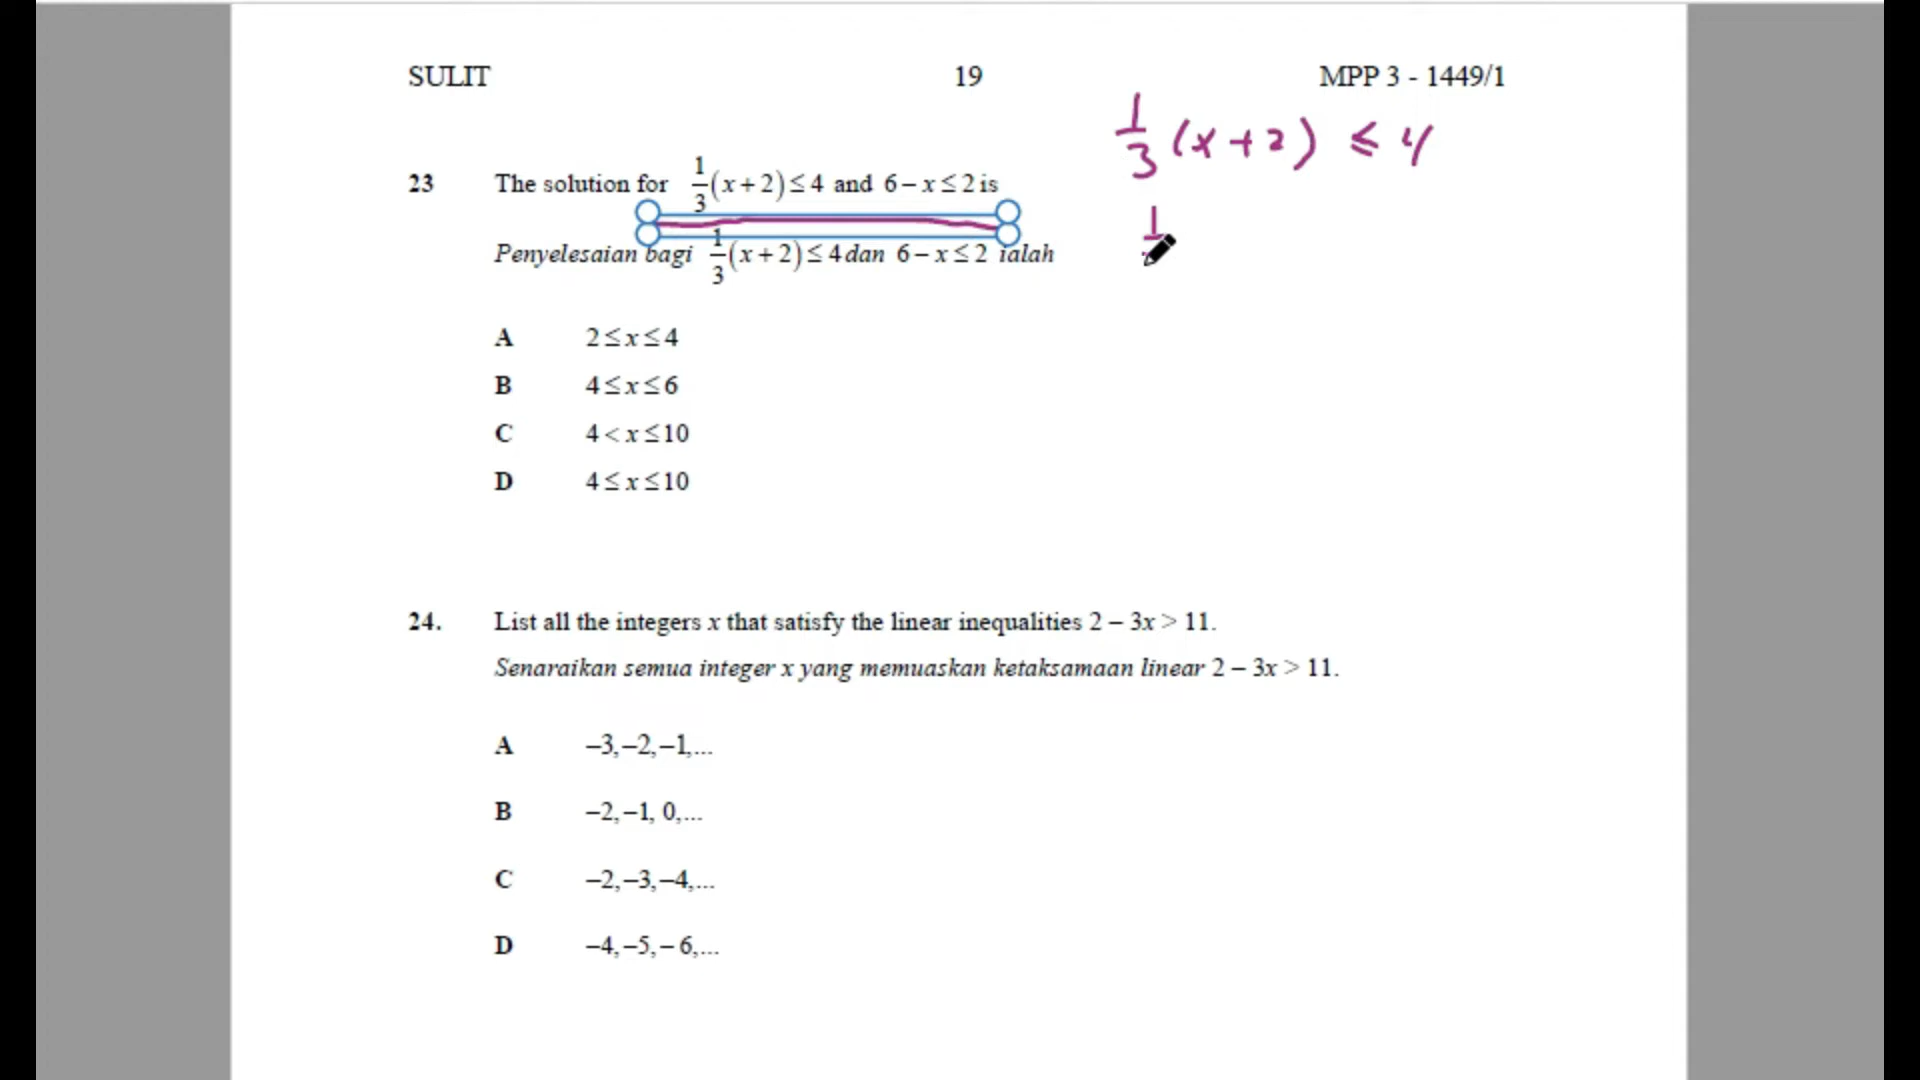 SULIT 19 MPP 3 - 1449/1
1/3 (x+2) ≤ 4
23 The solution for 1/3(x+2)≤4 and 6−x≤2 is
1
Penyelesaian bagi 1/3(x+2)≤4 dan 6−x≤2 ialah
A 2≤x≤4
B 4≤x≤6
C 4<x≤10
D 4≤x≤10
24. List all the integers x that satisfy the linear inequalities 2 – 3x > 11.
Senaraikan semua integer x yang memuaskan ketaksamaan linear 2 – 3x > 11.
A –3,–2,–1,...
B –2,–1, 0,...
C –2,–3,–4,...
D –4,–5,– 6,...